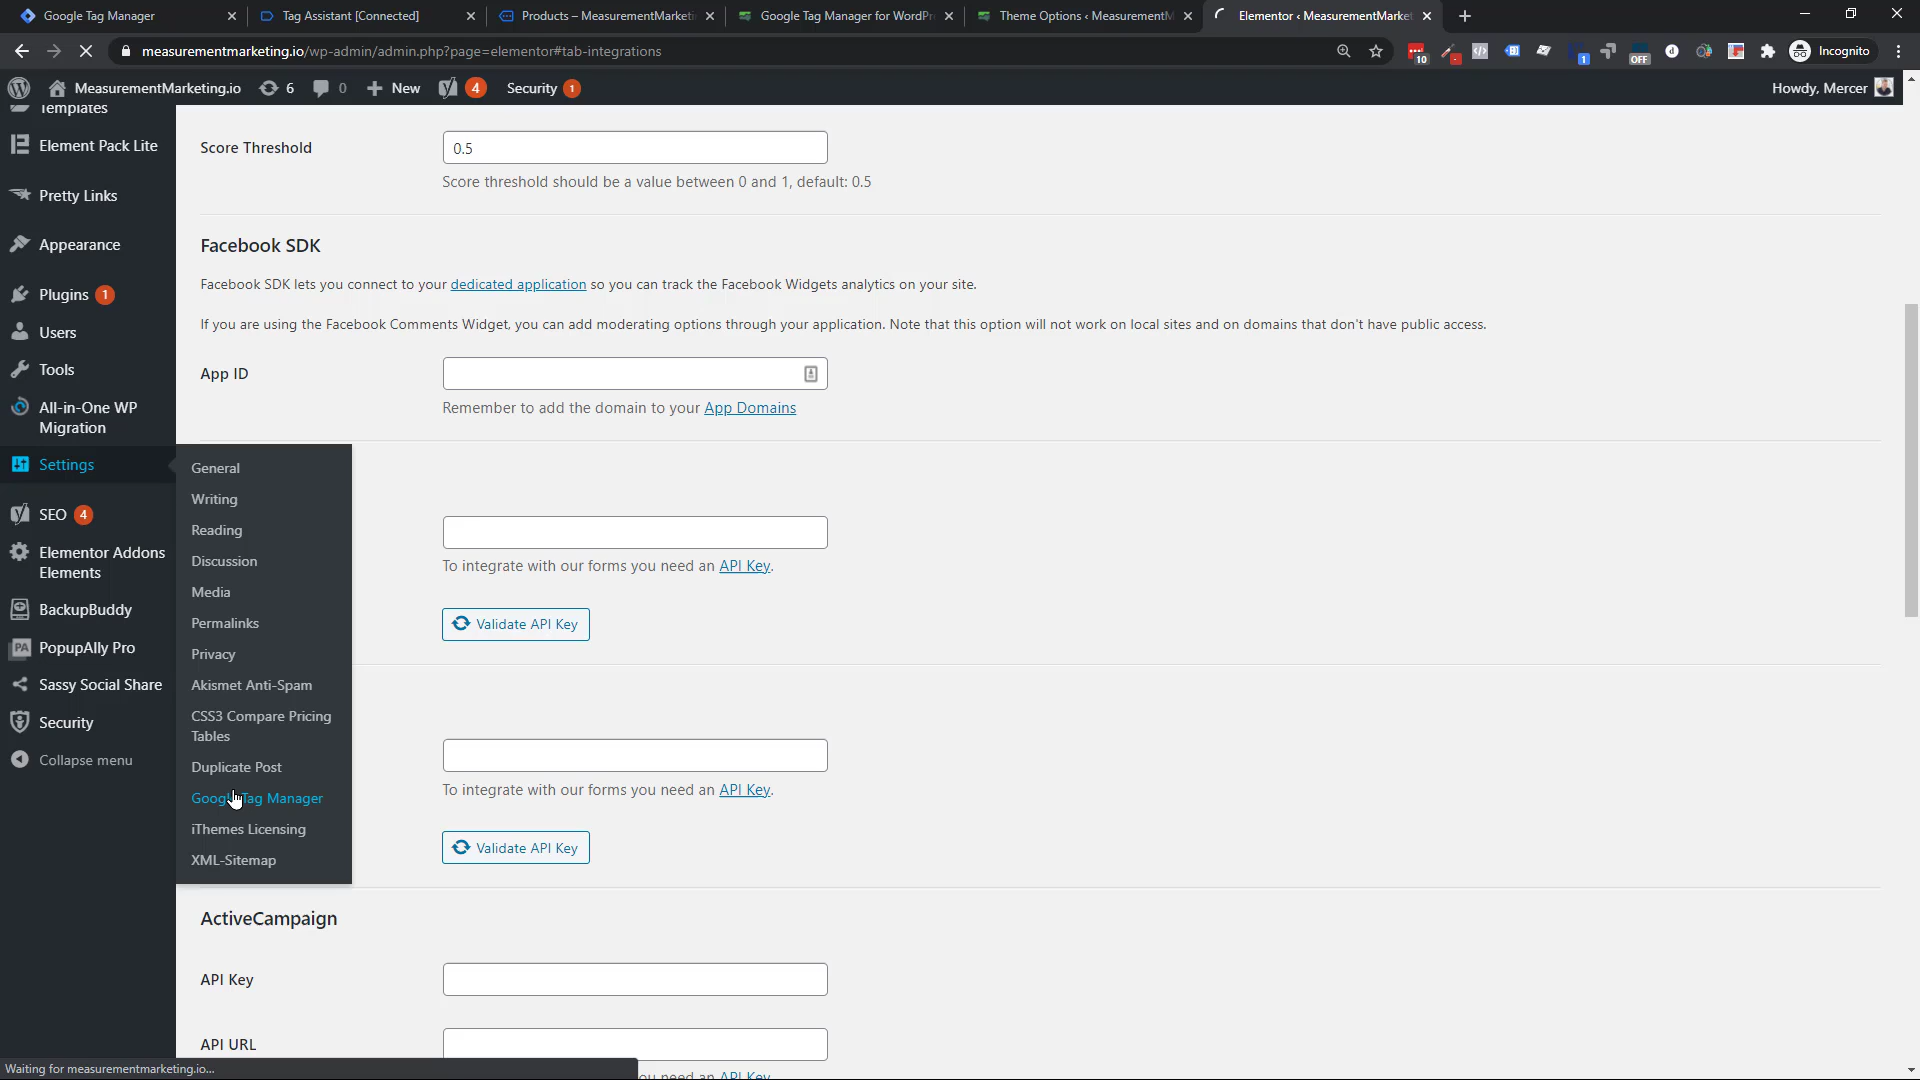 Google Tag Manager
Tag Assistant [Connected]
Products – MeasurementMarketi
Google Tag Manager for WordPr
Theme Options ‹ MeasurementM
Elementor ‹ MeasurementMarket
measurementmarketing.io/wp-admin/admin.php?page=elementor#tab-integrations
10
1
OFF
Incognito
MeasurementMarketing.io
6
0
New
4
Security 1
Howdy, Mercer
Templates
Element Pack Lite
Pretty Links
Appearance
Plugins 1
Users
Tools
All-in-One WP
Migration
Settings
SEO 4
Elementor Addons
Elements
BackupBuddy
PA PopupAlly Pro
Sassy Social Share
Security
Collapse menu
General
Writing
Reading
Discussion
Media
Permalinks
Privacy
Akismet Anti-Spam
CSS3 Compare Pricing
Tables
Duplicate Post
Google Tag Manager
iThemes Licensing
XML-Sitemap
Score Threshold
0.5
Score threshold should be a value between 0 and 1, default: 0.5
Facebook SDK
Facebook SDK lets you connect to your dedicated application so you can track the Facebook Widgets analytics on your site.
If you are using the Facebook Comments Widget, you can add moderating options through your application. Note that this option will not work on local sites and on domains that don't have public access.
App ID
Remember to add the domain to your App Domains
To integrate with our forms you need an API Key.
Validate API Key
To integrate with our forms you need an API Key.
Validate API Key
ActiveCampaign
API Key
API URL
you need an API Key
Waiting for measurementmarketing.io...